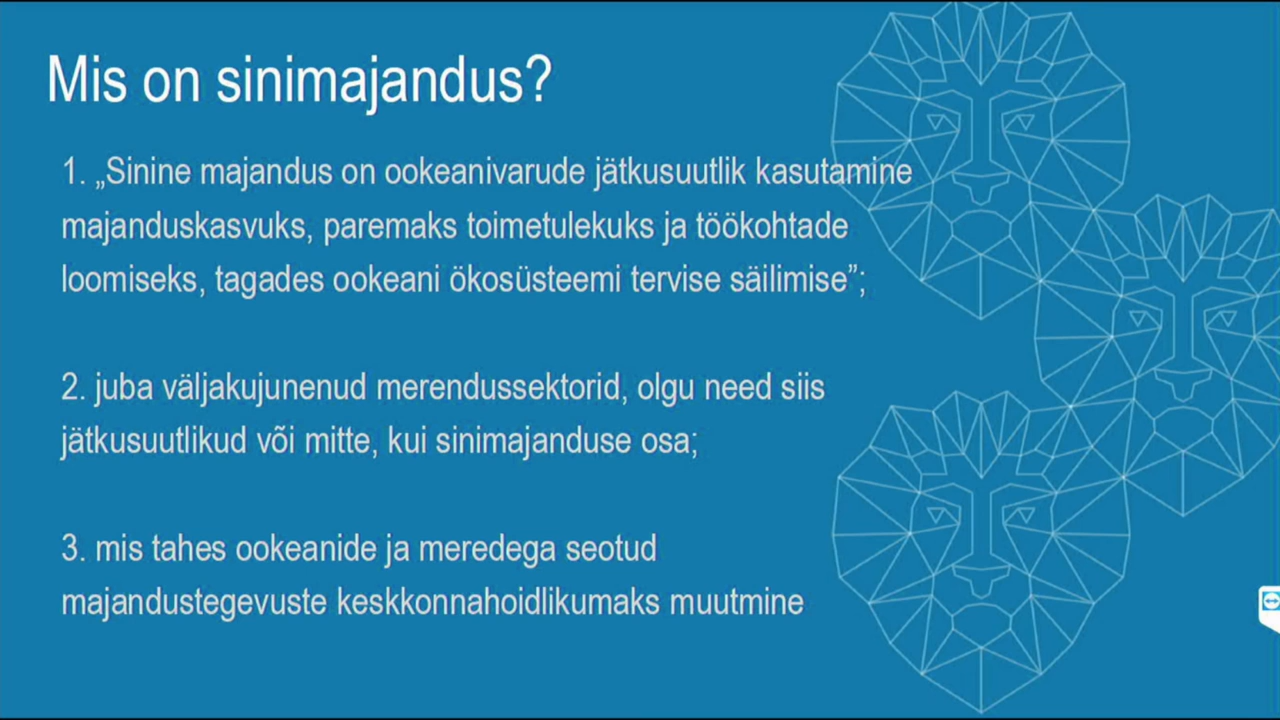 Mis on sinimajandus?
1. „Sinine majandus on ookeanivarude jätkusuutlik kasutamine
majanduskasvuks, paremaks toimetulekuks ja töökohtade
loomiseks, tagades ookeani ökosüsteemi tervise säilimise”;
2. juba väljakujunenud merendussektorid, olgu need siis
jätkusuutlikud või mitte, kui sinimajanduse osa;
3. mis tahes ookeanide ja meredega seotud
majandustegevuste keskkonnahoidlikumaks muutmine